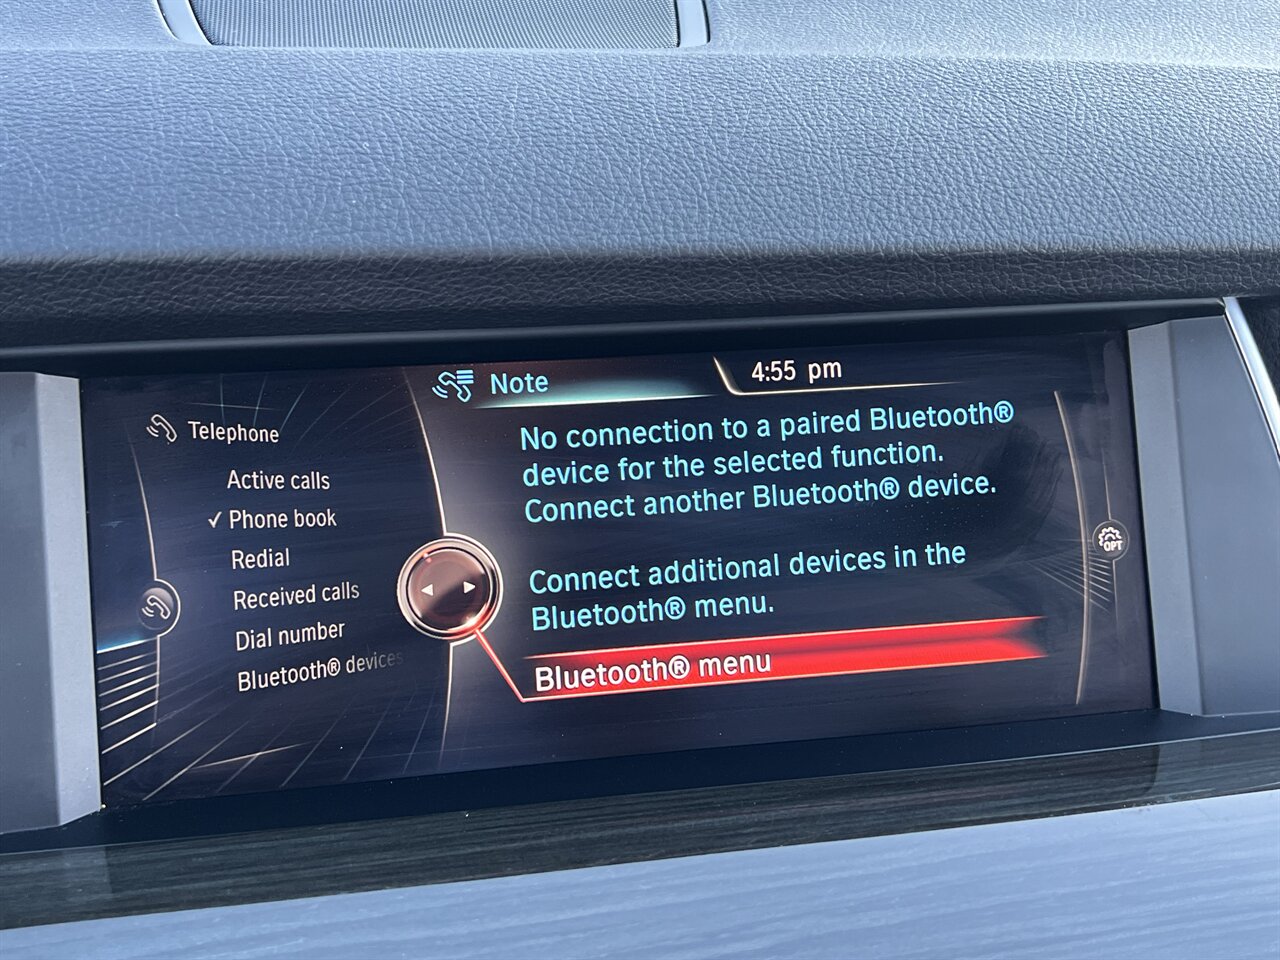 Note
4:55 pm
Telephone
Active calls
✓ Phone book
Redial
Received calls
Dial number
Bluetooth® devices
No connection to a paired Bluetooth®
device for the selected function.
Connect another Bluetooth® device.
Connect additional devices in the
Bluetooth® menu.
Bluetooth® menu
OPT